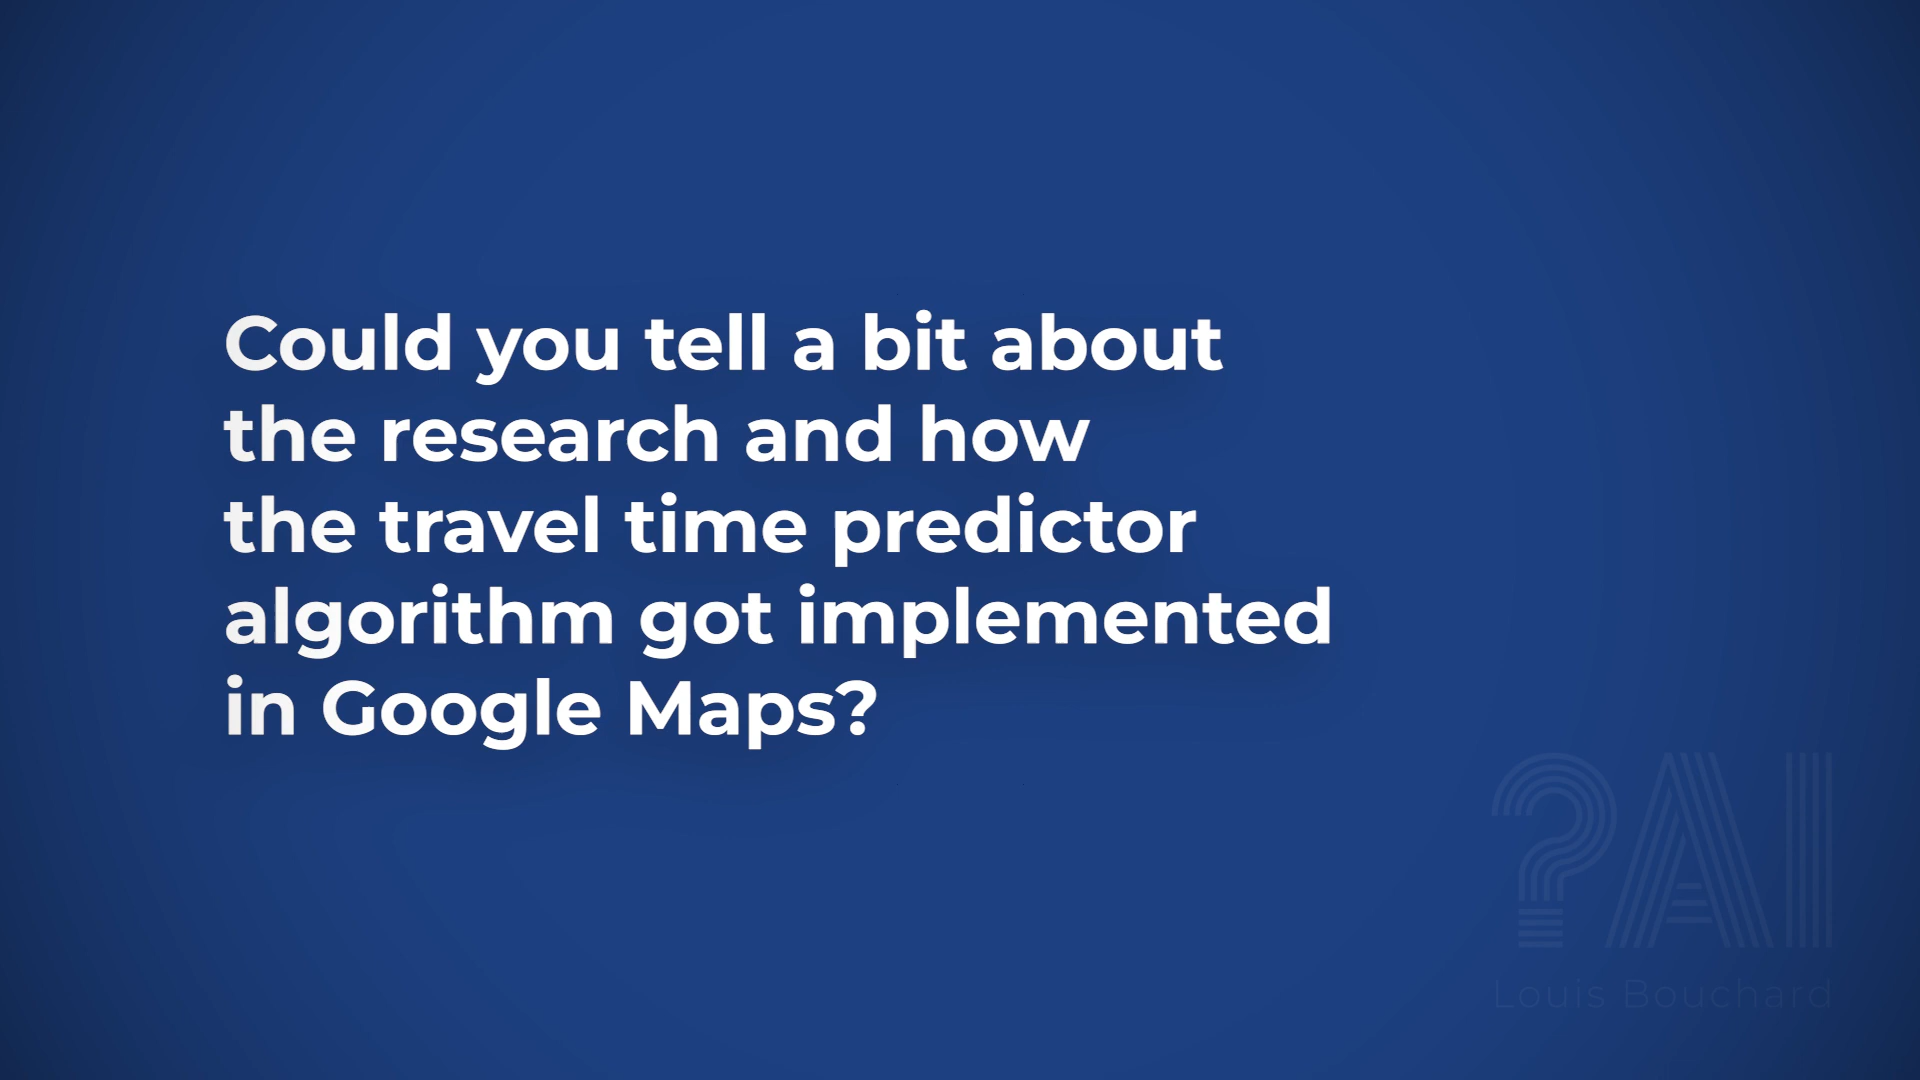 Could you tell a bit about
the research and how
the travel time predictor
algorithm got implemented
in Google Maps?
?AI
Louis Bouchard